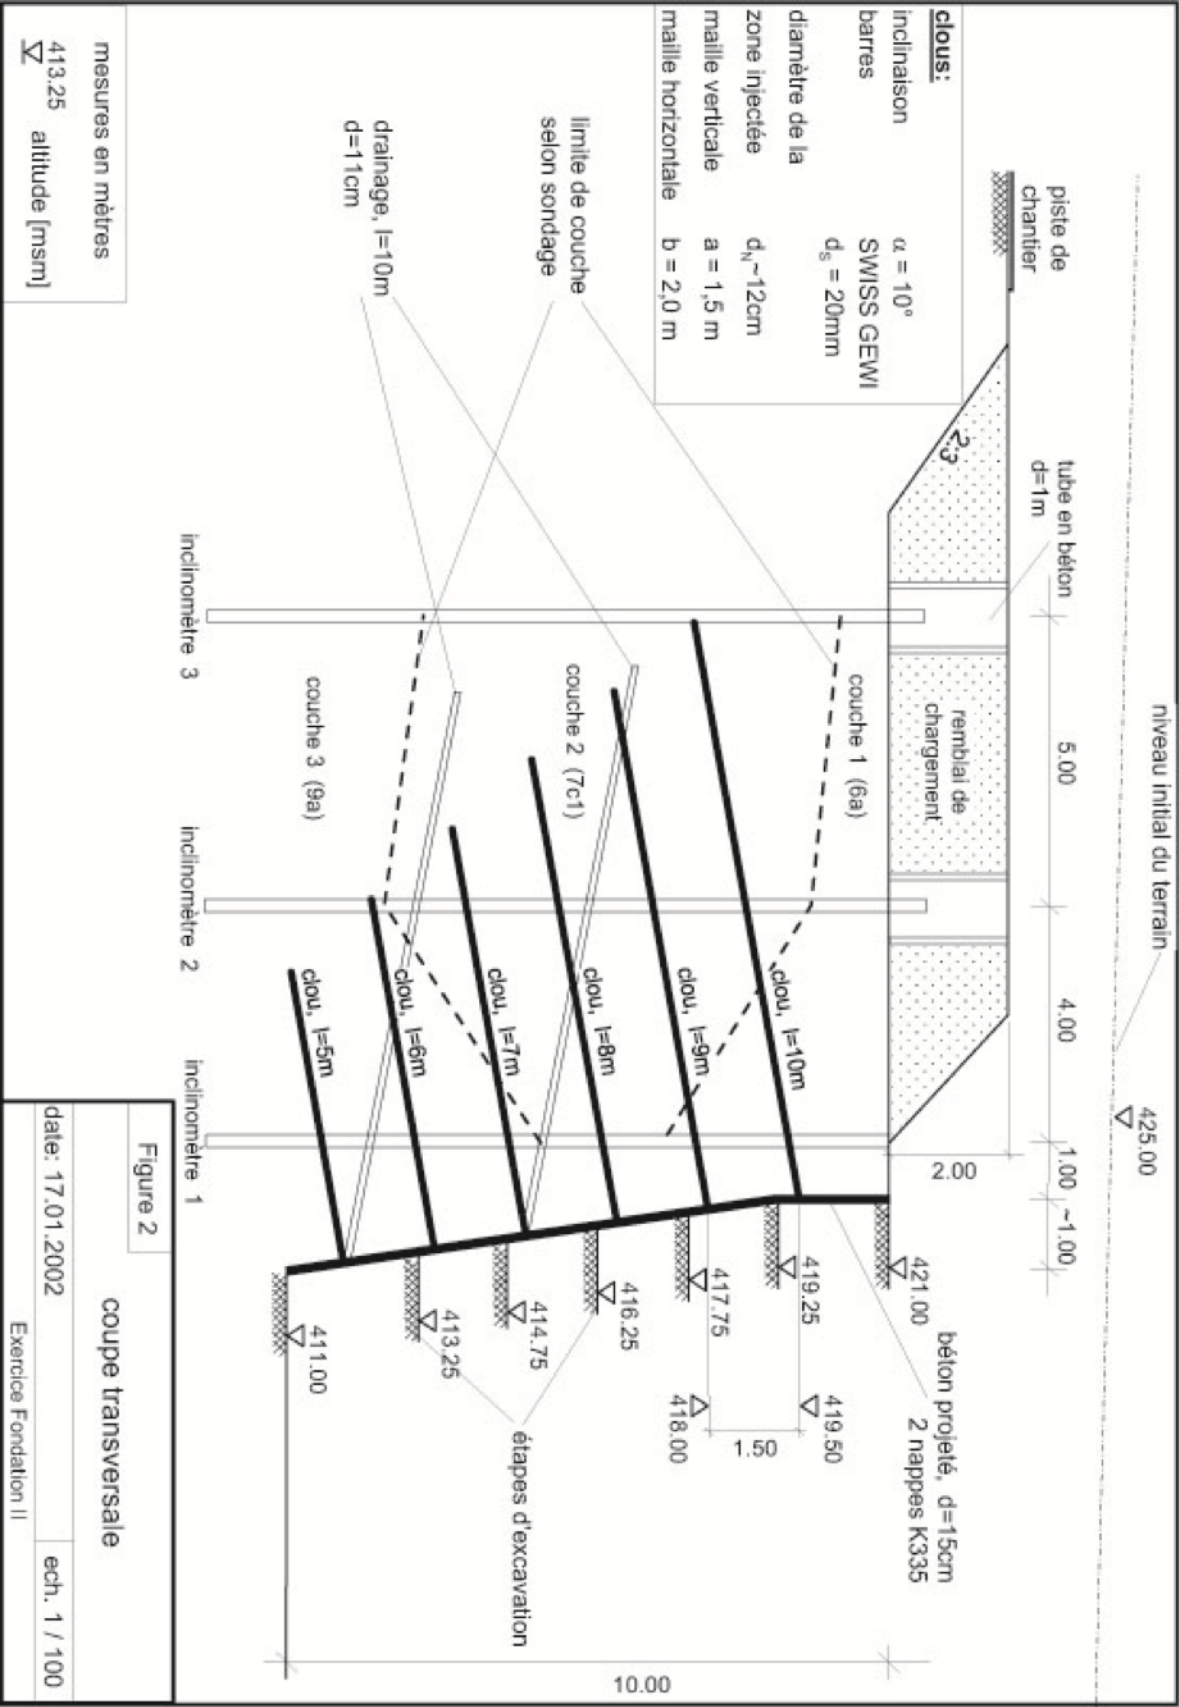 niveau initial du terrain
425.00
piste de
chantier
tube en béton
d=1m
5.00
4.00
1.00
~1.00
2:3
remblai de
chargement
2.00
421.00
béton projeté, d=15cm
2 nappes K335
clous:
inclinaison α = 10°
barres SWISS GEWI
dS = 20mm
diamètre de la
zone injectée dN~12cm
maille verticale a = 1,5 m
maille horizontale b = 2,0 m
couche 1 (6a)
clou, l=10m
419.25
419.50
1.50
417.75
418.00
clou, l=9m
limite de couche
selon sondage
couche 2 (7c1)
clou, l=8m
416.25
10.00
drainage, l=10m
d=11cm
clou, l=7m
414.75
étapes d'excavation
clou, l=6m
413.25
couche 3 (9a)
clou, l=5m
411.00
inclinomètre 3
inclinomètre 2
inclinomètre 1
mesures en mètres
413.25 altitude [msm]
Figure 2
coupe transversale
date: 17.01.2002
ech. 1 / 100
Exercice Fondation II